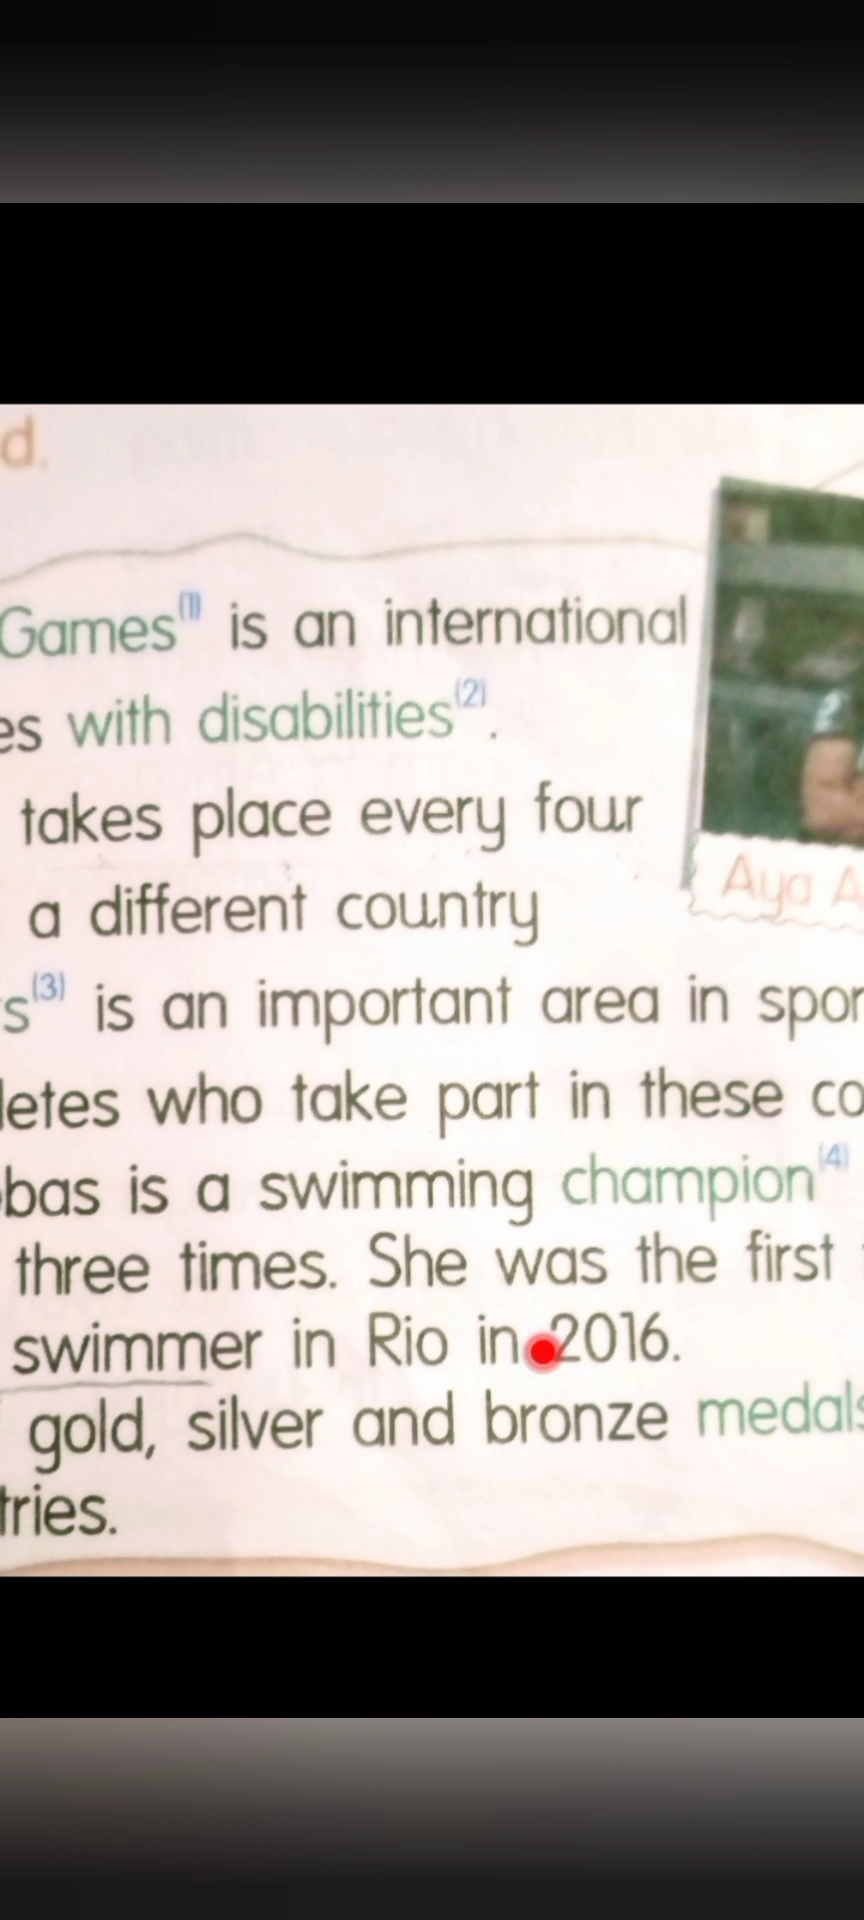 d.
Games(1) is an international
es with disabilities(2).
takes place every four
a different country
s(3) is an important area in spor
letes who take part in these co
bas is a swimming champion(4)
three times. She was the first
swimmer in Rio in 2016.
gold, silver and bronze medals
tries.
2
Aya A